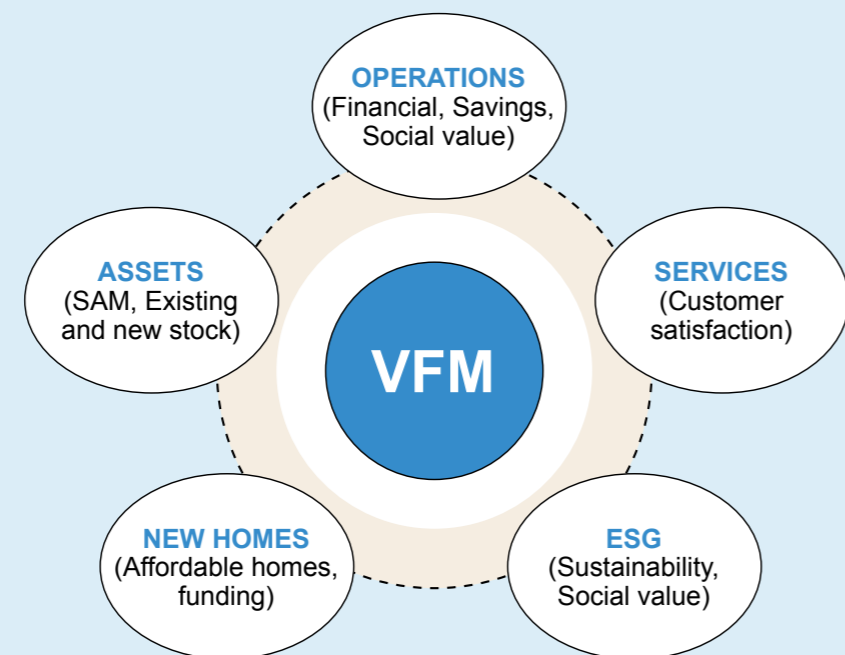 OPERATIONS
(Financial, Savings,
Social value)
ASSETS
(SAM, Existing
and new stock)
SERVICES
(Customer
satisfaction)
VFM
NEW HOMES
(Affordable homes,
funding)
ESG
(Sustainability,
Social value)